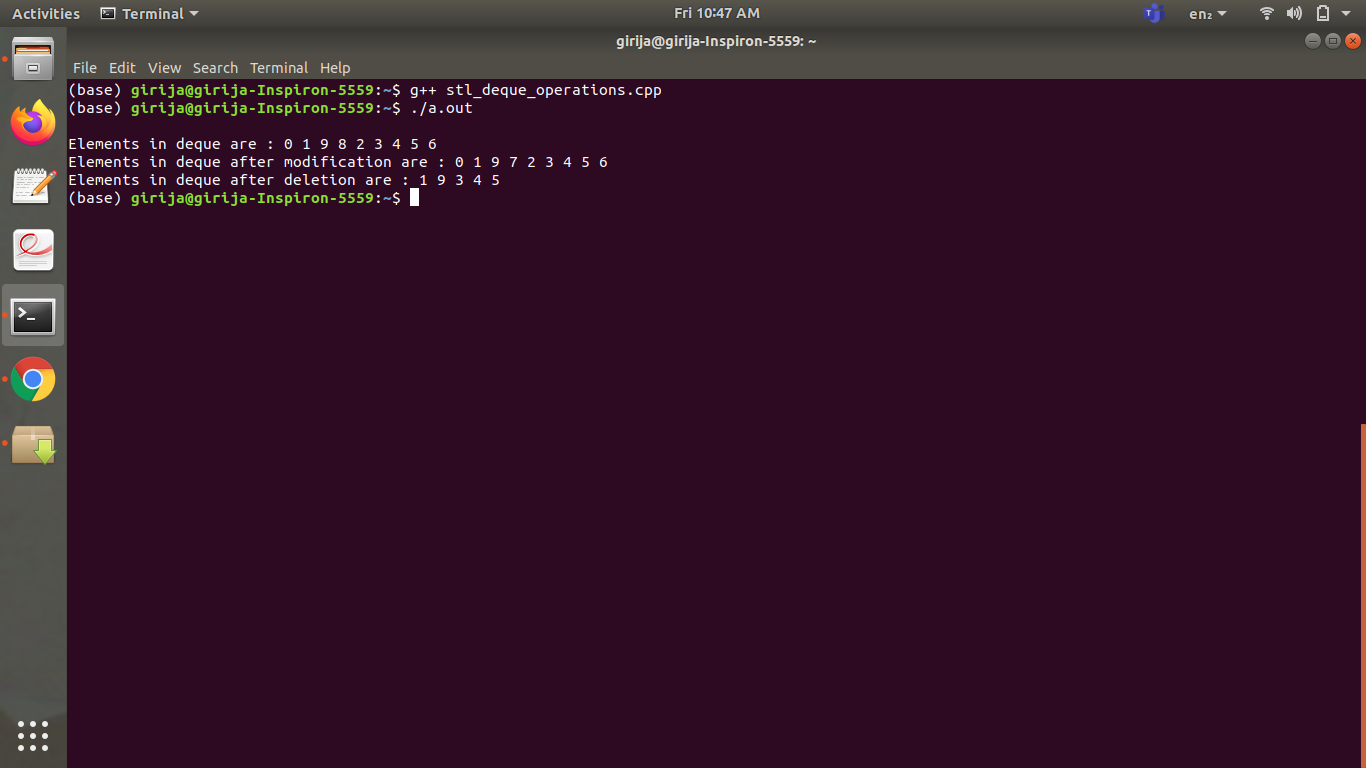 Activities Terminal Fri 10:47 AM en₂
girija@girija-Inspiron-5559: ~
File Edit View Search Terminal Help
(base) girija@girija-Inspiron-5559:~$ g++ stl_deque_operations.cpp
(base) girija@girija-Inspiron-5559:~$ ./a.out
Elements in deque are : 0 1 9 8 2 3 4 5 6
Elements in deque after modification are : 0 1 9 7 2 3 4 5 6
Elements in deque after deletion are : 1 9 3 4 5
(base) girija@girija-Inspiron-5559:~$